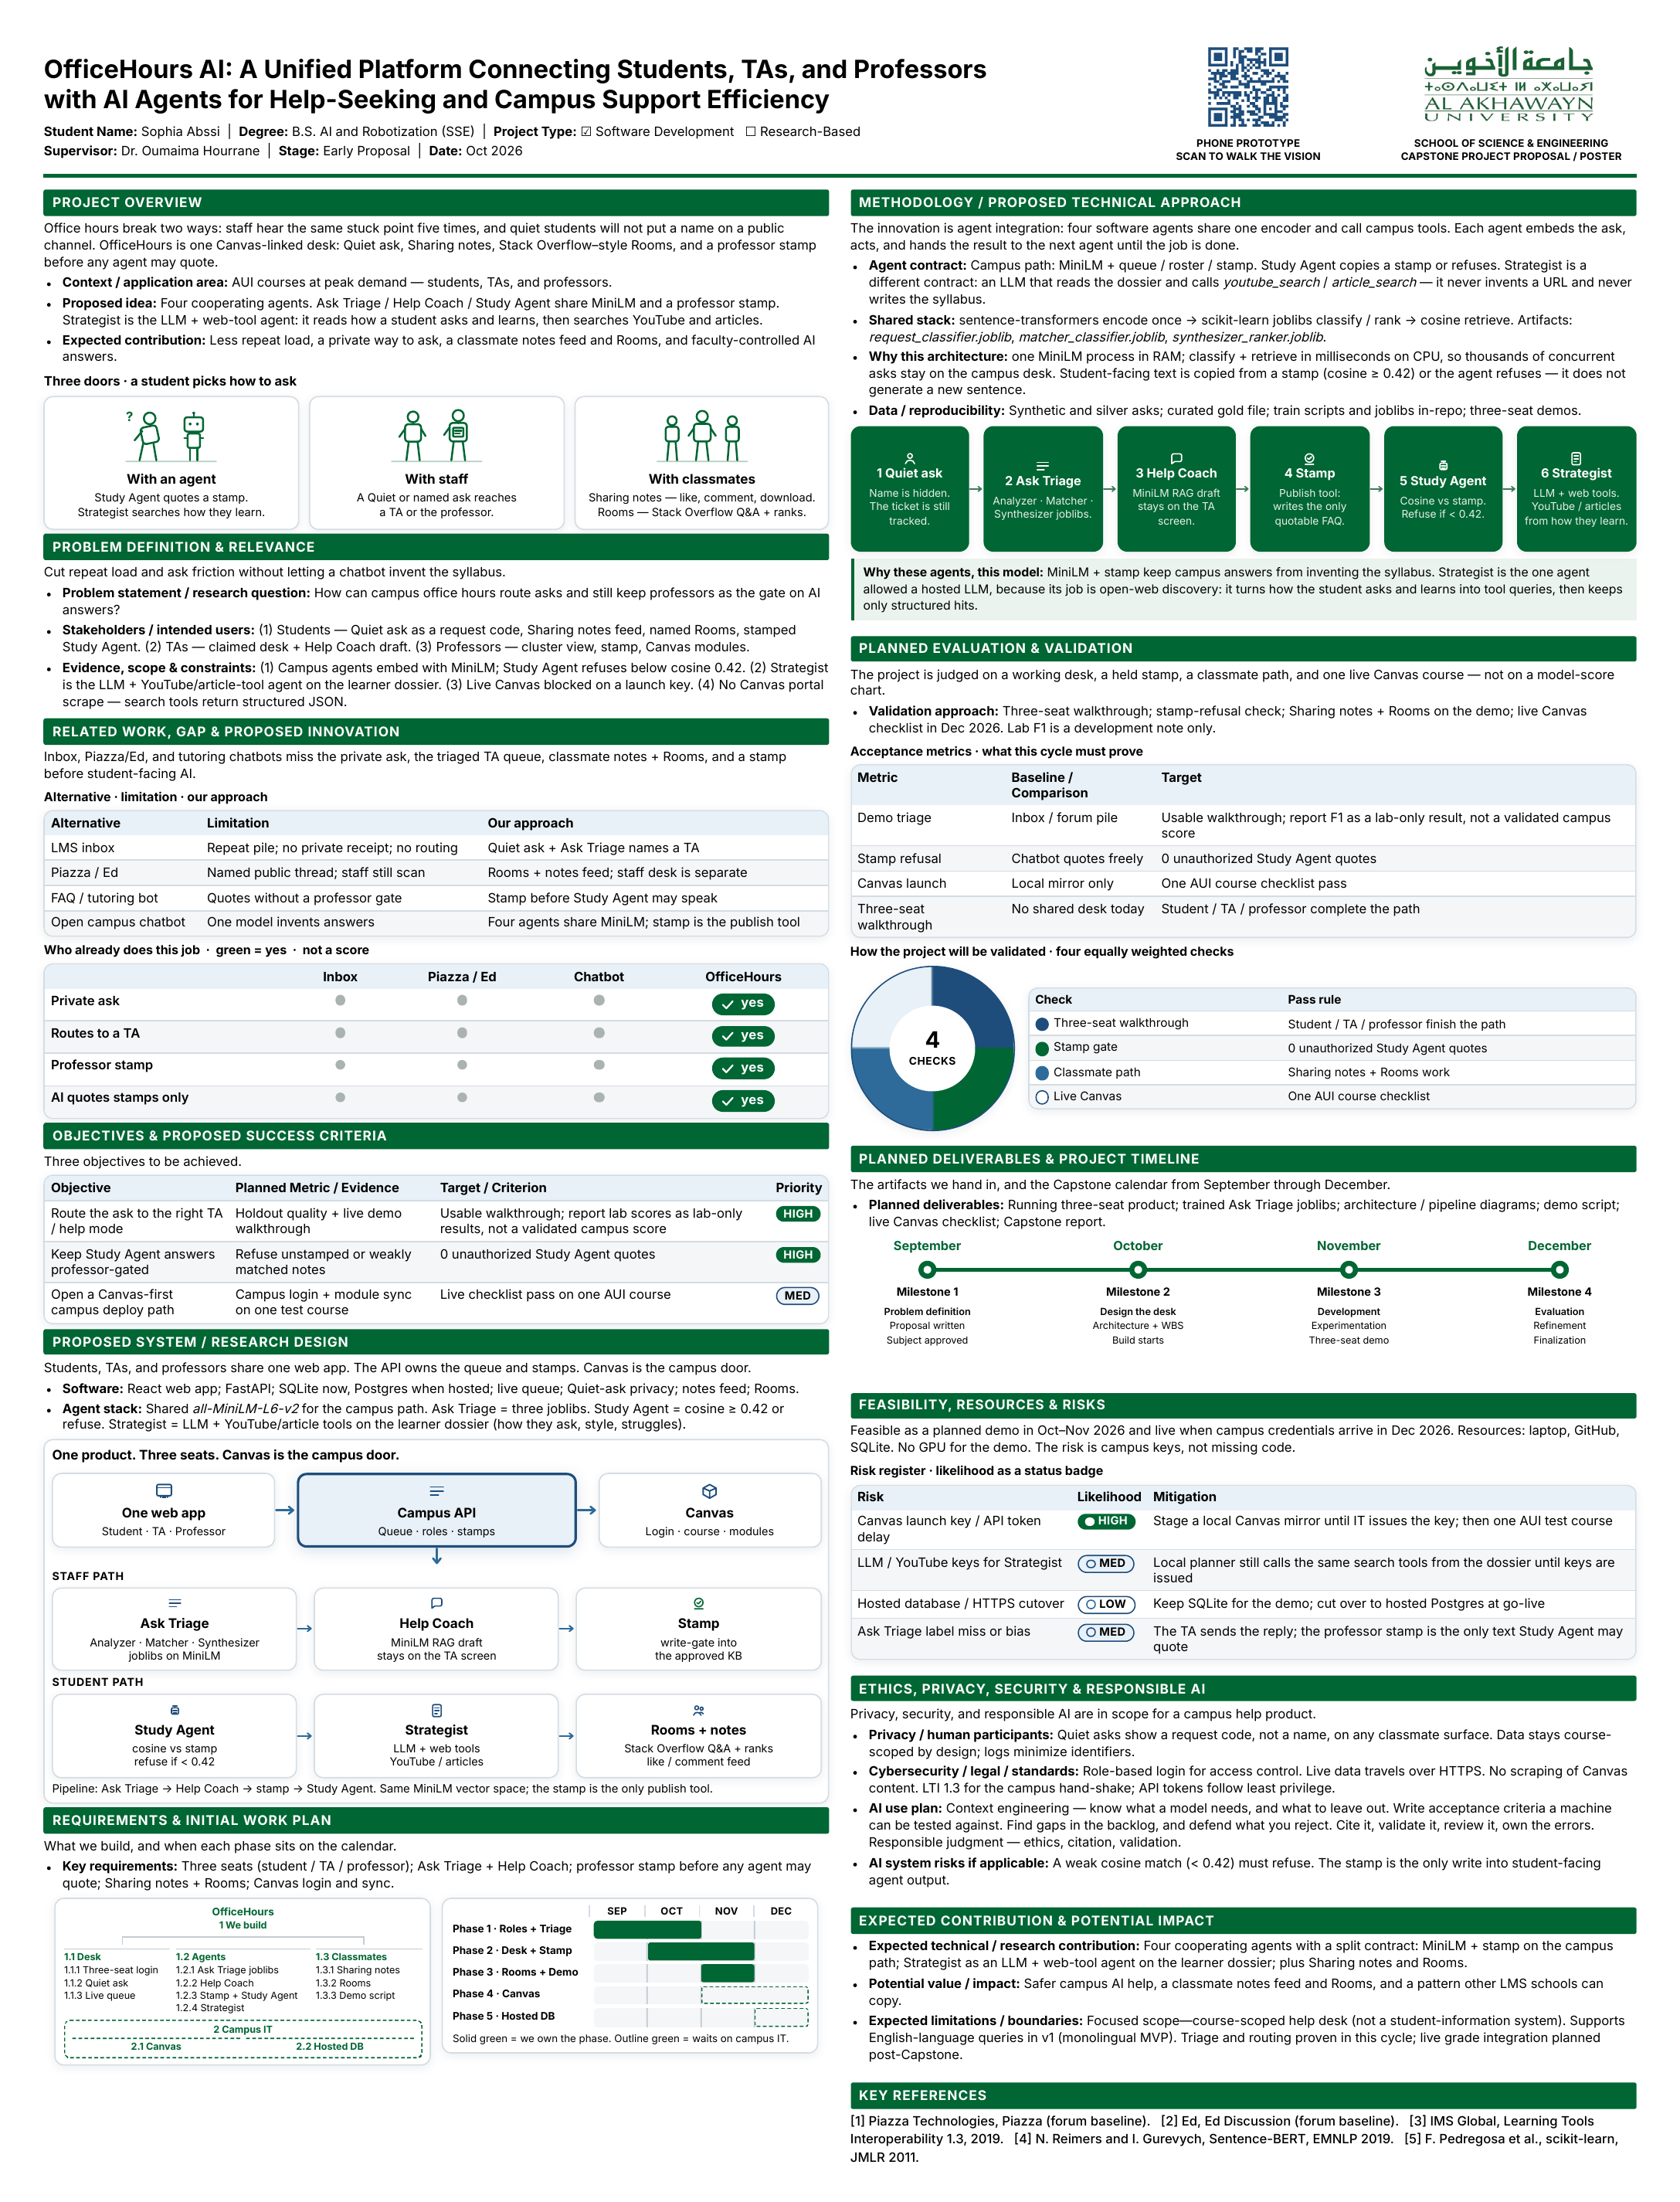 OfficeHours AI: A Unified Platform Connecting Students, TAs, and Professors
with AI Agents for Help-Seeking and Campus Support Efficiency
Student Name: Sophia Abssi | Degree: B.S. AI and Robotization (SSE) | Project Type: ☑ Software Development ☐ Research-Based
Supervisor: Dr. Oumaima Hourrane | Stage: Early Proposal | Date: Oct 2026
PHONE PROTOTYPE
SCAN TO WALK THE VISION
جامعة الأخوين
AL AKHAWAYN
UNIVERSITY
SCHOOL OF SCIENCE & ENGINEERING
CAPSTONE PROJECT PROPOSAL / POSTER
PROJECT OVERVIEW
Office hours break two ways: staff hear the same stuck point five times, and quiet students will not put a name on a public
channel. OfficeHours is one Canvas-linked desk: Quiet ask, Sharing notes, Stack Overflow–style Rooms, and a professor stamp
before any agent may quote.
• Context / application area: AUI courses at peak demand — students, TAs, and professors.
• Proposed idea: Four cooperating agents. Ask Triage / Help Coach / Study Agent share MiniLM and a professor stamp.
Strategist is the LLM + web-tool agent: it reads how a student asks and learns, then searches YouTube and articles.
• Expected contribution: Less repeat load, a private way to ask, a classmate notes feed and Rooms, and faculty-controlled AI
answers.
Three doors · a student picks how to ask
?
With an agent
Study Agent quotes a stamp.
Strategist searches how they learn.
With staff
A Quiet or named ask reaches
a TA or the professor.
With classmates
Sharing notes — like, comment, download.
Rooms — Stack Overflow Q&A + ranks.
PROBLEM DEFINITION & RELEVANCE
Cut repeat load and ask friction without letting a chatbot invent the syllabus.
• Problem statement / research question: How can campus office hours route asks and still keep professors as the gate on AI
answers?
• Stakeholders / intended users: (1) Students — Quiet ask as a request code, Sharing notes feed, named Rooms, stamped
Study Agent. (2) TAs — claimed desk + Help Coach draft. (3) Professors — cluster view, stamp, Canvas modules.
• Evidence, scope & constraints: (1) Campus agents embed with MiniLM; Study Agent refuses below cosine 0.42. (2) Strategist
is the LLM + YouTube/article-tool agent on the learner dossier. (3) Live Canvas blocked on a launch key. (4) No Canvas portal
scrape — search tools return structured JSON.
RELATED WORK, GAP & PROPOSED INNOVATION
Inbox, Piazza/Ed, and tutoring chatbots miss the private ask, the triaged TA queue, classmate notes + Rooms, and a stamp
before student-facing AI.
Alternative · limitation · our approach
Alternative Limitation Our approach
LMS inbox Repeat pile; no private receipt; no routing Quiet ask + Ask Triage names a TA
Piazza / Ed Named public thread; staff still scan Rooms + notes feed; staff desk is separate
FAQ / tutoring bot Quotes without a professor gate Stamp before Study Agent may speak
Open campus chatbot One model invents answers Four agents share MiniLM; stamp is the publish tool
Who already does this job · green = yes · not a score
Inbox Piazza / Ed Chatbot OfficeHours
Private ask ✓ yes
Routes to a TA ✓ yes
Professor stamp ✓ yes
AI quotes stamps only ✓ yes
OBJECTIVES & PROPOSED SUCCESS CRITERIA
Three objectives to be achieved.
Objective Planned Metric / Evidence Target / Criterion Priority
Route the ask to the right TA / help mode Holdout quality + live demo walkthrough Usable walkthrough; report lab scores as lab-only results, not a validated campus score HIGH
Keep Study Agent answers professor-gated Refuse unstamped or weakly matched notes 0 unauthorized Study Agent quotes HIGH
Open a Canvas-first campus deploy path Campus login + module sync on one test course Live checklist pass on one AUI course MED
PROPOSED SYSTEM / RESEARCH DESIGN
Students, TAs, and professors share one web app. The API owns the queue and stamps. Canvas is the campus door.
• Software: React web app; FastAPI; SQLite now, Postgres when hosted; live queue; Quiet-ask privacy; notes feed; Rooms.
• Agent stack: Shared all-MiniLM-L6-v2 for the campus path. Ask Triage = three joblibs. Study Agent = cosine ≥ 0.42 or
refuse. Strategist = LLM + YouTube/article tools on the learner dossier (how they ask, style, struggles).
One product. Three seats. Canvas is the campus door.
One web app
Student · TA · Professor
Campus API
Queue · roles · stamps
Canvas
Login · course · modules
STAFF PATH
Ask Triage
Analyzer · Matcher · Synthesizer
joblibs on MiniLM
Help Coach
MiniLM RAG draft
stays on the TA screen
Stamp
write-gate into
the approved KB
STUDENT PATH
Study Agent
cosine vs stamp
refuse if < 0.42
Strategist
LLM + web tools
YouTube / articles
Rooms + notes
Stack Overflow Q&A + ranks
like / comment feed
Pipeline: Ask Triage → Help Coach → stamp → Study Agent. Same MiniLM vector space; the stamp is the only publish tool.
REQUIREMENTS & INITIAL WORK PLAN
What we build, and when each phase sits on the calendar.
• Key requirements: Three seats (student / TA / professor); Ask Triage + Help Coach; professor stamp before any agent may
quote; Sharing notes + Rooms; Canvas login and sync.
OfficeHours
1 We build
1.1 Desk
1.1.1 Three-seat login
1.1.2 Quiet ask
1.1.3 Live queue
1.2 Agents
1.2.1 Ask Triage joblibs
1.2.2 Help Coach
1.2.3 Stamp + Study Agent
1.2.4 Strategist
1.3 Classmates
1.3.1 Sharing notes
1.3.2 Rooms
1.3.3 Demo script
2 Campus IT
2.1 Canvas 2.2 Hosted DB
SEP OCT NOV DEC
Phase 1 · Roles + Triage
Phase 2 · Desk + Stamp
Phase 3 · Rooms + Demo
Phase 4 · Canvas
Phase 5 · Hosted DB
Solid green = we own the phase. Outline green = waits on campus IT.
METHODOLOGY / PROPOSED TECHNICAL APPROACH
The innovation is agent integration: four software agents share one encoder and call campus tools. Each agent embeds the ask,
acts, and hands the result to the next agent until the job is done.
• Agent contract: Campus path: MiniLM + queue / roster / stamp. Study Agent copies a stamp or refuses. Strategist is a
different contract: an LLM that reads the dossier and calls youtube_search / article_search — it never invents a URL and never
writes the syllabus.
• Shared stack: sentence-transformers encode once → scikit-learn joblibs classify / rank → cosine retrieve. Artifacts:
request_classifier.joblib, matcher_classifier.joblib, synthesizer_ranker.joblib.
• Why this architecture: one MiniLM process in RAM; classify + retrieve in milliseconds on CPU, so thousands of concurrent
asks stay on the campus desk. Student-facing text is copied from a stamp (cosine ≥ 0.42) or the agent refuses — it does not
generate a new sentence.
• Data / reproducibility: Synthetic and silver asks; curated gold file; train scripts and joblibs in-repo; three-seat demos.
1 Quiet ask
Name is hidden.
The ticket is still
tracked.
2 Ask Triage
Analyzer · Matcher ·
Synthesizer joblibs.
3 Help Coach
MiniLM RAG draft
stays on the TA
screen.
4 Stamp
Publish tool:
writes the only
quotable FAQ.
5 Study Agent
Cosine vs stamp.
Refuse if < 0.42.
6 Strategist
LLM + web tools.
YouTube / articles
from how they learn.
Why these agents, this model: MiniLM + stamp keep campus answers from inventing the syllabus. Strategist is the one agent
allowed a hosted LLM, because its job is open-web discovery: it turns how the student asks and learns into tool queries, then keeps
only structured hits.
PLANNED EVALUATION & VALIDATION
The project is judged on a working desk, a held stamp, a classmate path, and one live Canvas course — not on a model-score
chart.
• Validation approach: Three-seat walkthrough; stamp-refusal check; Sharing notes + Rooms on the demo; live Canvas
checklist in Dec 2026. Lab F1 is a development note only.
Acceptance metrics · what this cycle must prove
Metric Baseline / Comparison Target
Demo triage Inbox / forum pile Usable walkthrough; report F1 as a lab-only result, not a validated campus score
Stamp refusal Chatbot quotes freely 0 unauthorized Study Agent quotes
Canvas launch Local mirror only One AUI course checklist pass
Three-seat walkthrough No shared desk today Student / TA / professor complete the path
How the project will be validated · four equally weighted checks
4
CHECKS
Check Pass rule
Three-seat walkthrough Student / TA / professor finish the path
Stamp gate 0 unauthorized Study Agent quotes
Classmate path Sharing notes + Rooms work
Live Canvas One AUI course checklist
PLANNED DELIVERABLES & PROJECT TIMELINE
The artifacts we hand in, and the Capstone calendar from September through December.
• Planned deliverables: Running three-seat product; trained Ask Triage joblibs; architecture / pipeline diagrams; demo script;
live Canvas checklist; Capstone report.
September October November December
Milestone 1 Milestone 2 Milestone 3 Milestone 4
Problem definition Design the desk Development Evaluation
Proposal written Architecture + WBS Experimentation Refinement
Subject approved Build starts Three-seat demo Finalization
FEASIBILITY, RESOURCES & RISKS
Feasible as a planned demo in Oct–Nov 2026 and live when campus credentials arrive in Dec 2026. Resources: laptop, GitHub,
SQLite. No GPU for the demo. The risk is campus keys, not missing code.
Risk register · likelihood as a status badge
Risk Likelihood Mitigation
Canvas launch key / API token delay HIGH Stage a local Canvas mirror until IT issues the key; then one AUI test course
LLM / YouTube keys for Strategist MED Local planner still calls the same search tools from the dossier until keys are issued
Hosted database / HTTPS cutover LOW Keep SQLite for the demo; cut over to hosted Postgres at go-live
Ask Triage label miss or bias MED The TA sends the reply; the professor stamp is the only text Study Agent may quote
ETHICS, PRIVACY, SECURITY & RESPONSIBLE AI
Privacy, security, and responsible AI are in scope for a campus help product.
• Privacy / human participants: Quiet asks show a request code, not a name, on any classmate surface. Data stays course-
scoped by design; logs minimize identifiers.
• Cybersecurity / legal / standards: Role-based login for access control. Live data travels over HTTPS. No scraping of Canvas
content. LTI 1.3 for the campus hand-shake; API tokens follow least privilege.
• AI use plan: Context engineering — know what a model needs, and what to leave out. Write acceptance criteria a machine
can be tested against. Find gaps in the backlog, and defend what you reject. Cite it, validate it, review it, own the errors.
Responsible judgment — ethics, citation, validation.
• AI system risks if applicable: A weak cosine match (< 0.42) must refuse. The stamp is the only write into student-facing
agent output.
EXPECTED CONTRIBUTION & POTENTIAL IMPACT
• Expected technical / research contribution: Four cooperating agents with a split contract: MiniLM + stamp on the campus
path; Strategist as an LLM + web-tool agent on the learner dossier; plus Sharing notes and Rooms.
• Potential value / impact: Safer campus AI help, a classmate notes feed and Rooms, and a pattern other LMS schools can
copy.
• Expected limitations / boundaries: Focused scope—course-scoped help desk (not a student-information system). Supports
English-language queries in v1 (monolingual MVP). Triage and routing proven in this cycle; live grade integration planned
post-Capstone.
KEY REFERENCES
[1] Piazza Technologies, Piazza (forum baseline). [2] Ed, Ed Discussion (forum baseline). [3] IMS Global, Learning Tools
Interoperability 1.3, 2019. [4] N. Reimers and I. Gurevych, Sentence-BERT, EMNLP 2019. [5] F. Pedregosa et al., scikit-learn,
JMLR 2011.